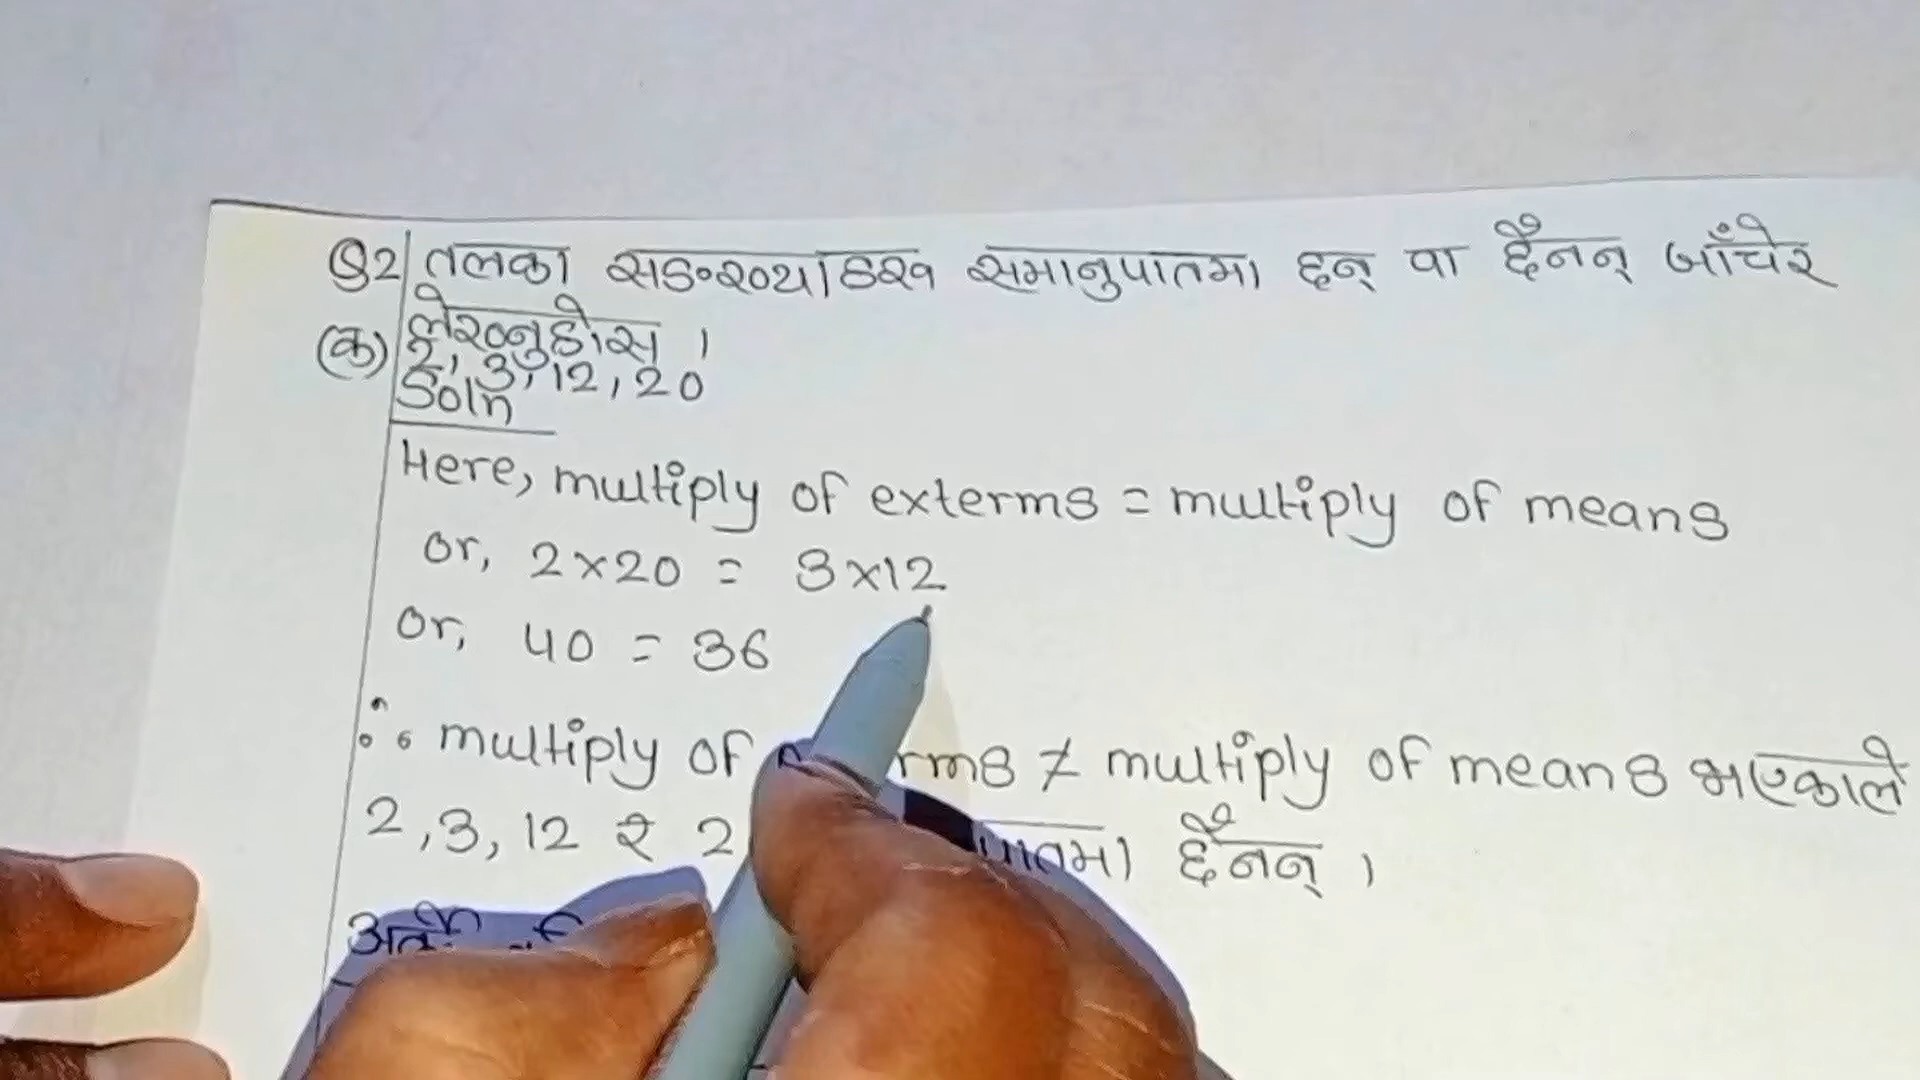 Q2 तलका सङ्ख्याहरू समानुपातमा छन् वा छैनन् जाँचेर
लेख्नुहोस् ।
(क) 2, 3, 12, 20
Soln
Here, multiply of exterms = multiply of means
or, 2×20 = 3×12
or, 40 = 36
∴ multiply of ≠ multiply of means भएकाले
2, 3, 12 र छैनन् ।